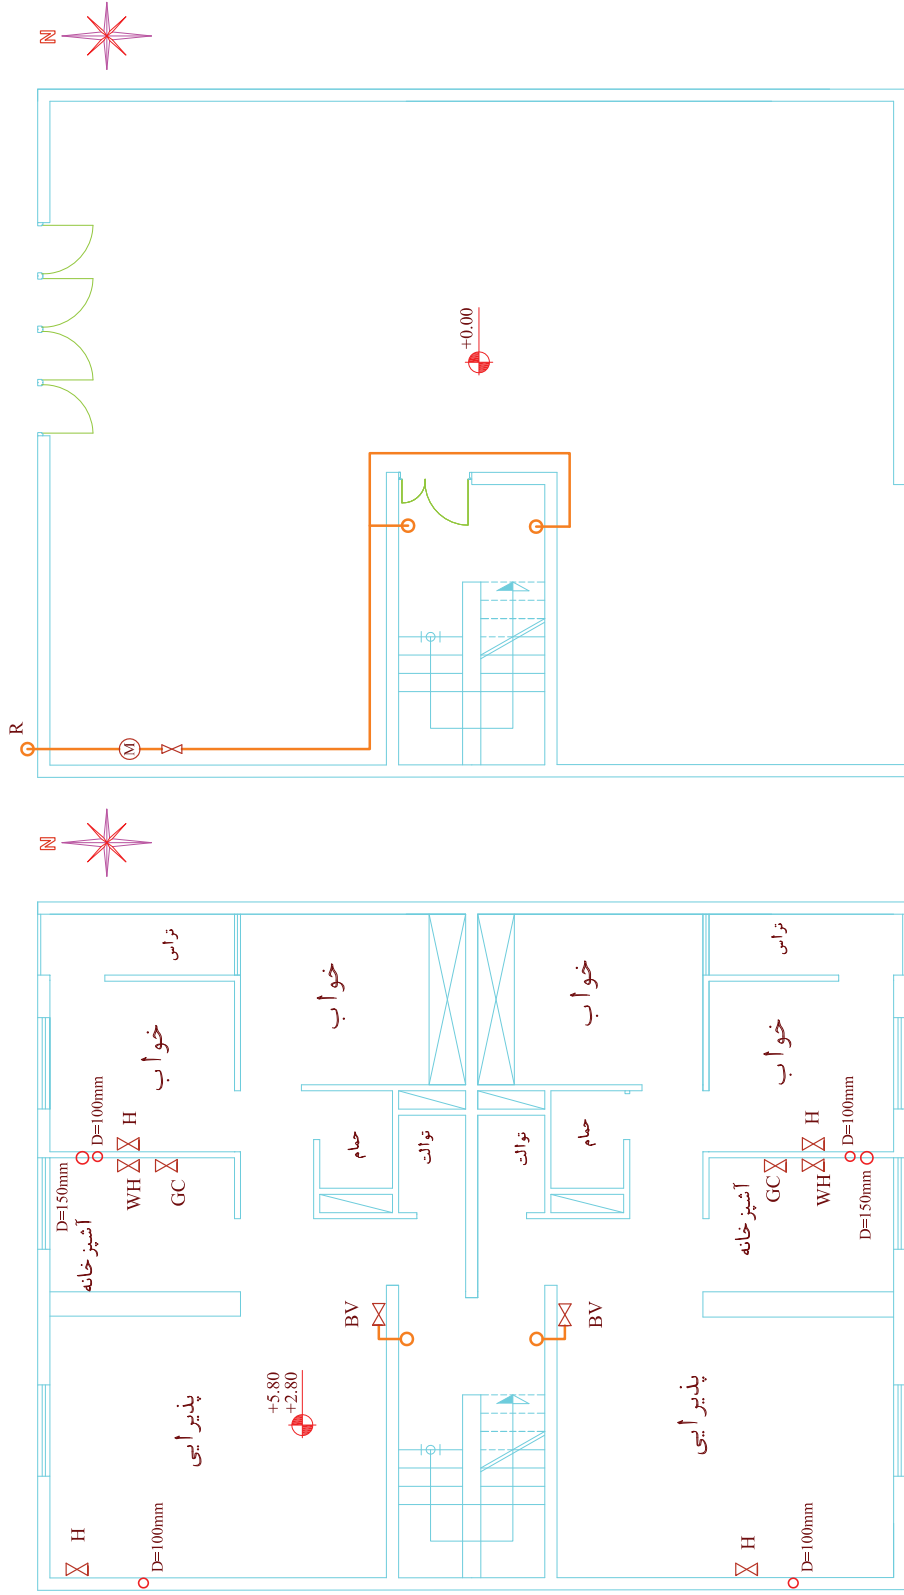 N
+0.00
R
M
N
تراس
تراس
خواب
خواب
خواب
خواب
D=100mm
H
H
D=100mm
حمام
توالت
توالت
حمام
D=150mm
WH
GC
GC
WH
D=150mm
آشپزخانه
آشپزخانه
BV
BV
+5.80
+2.80
پذیرایی
پذیرایی
H
D=100mm
H
D=100mm